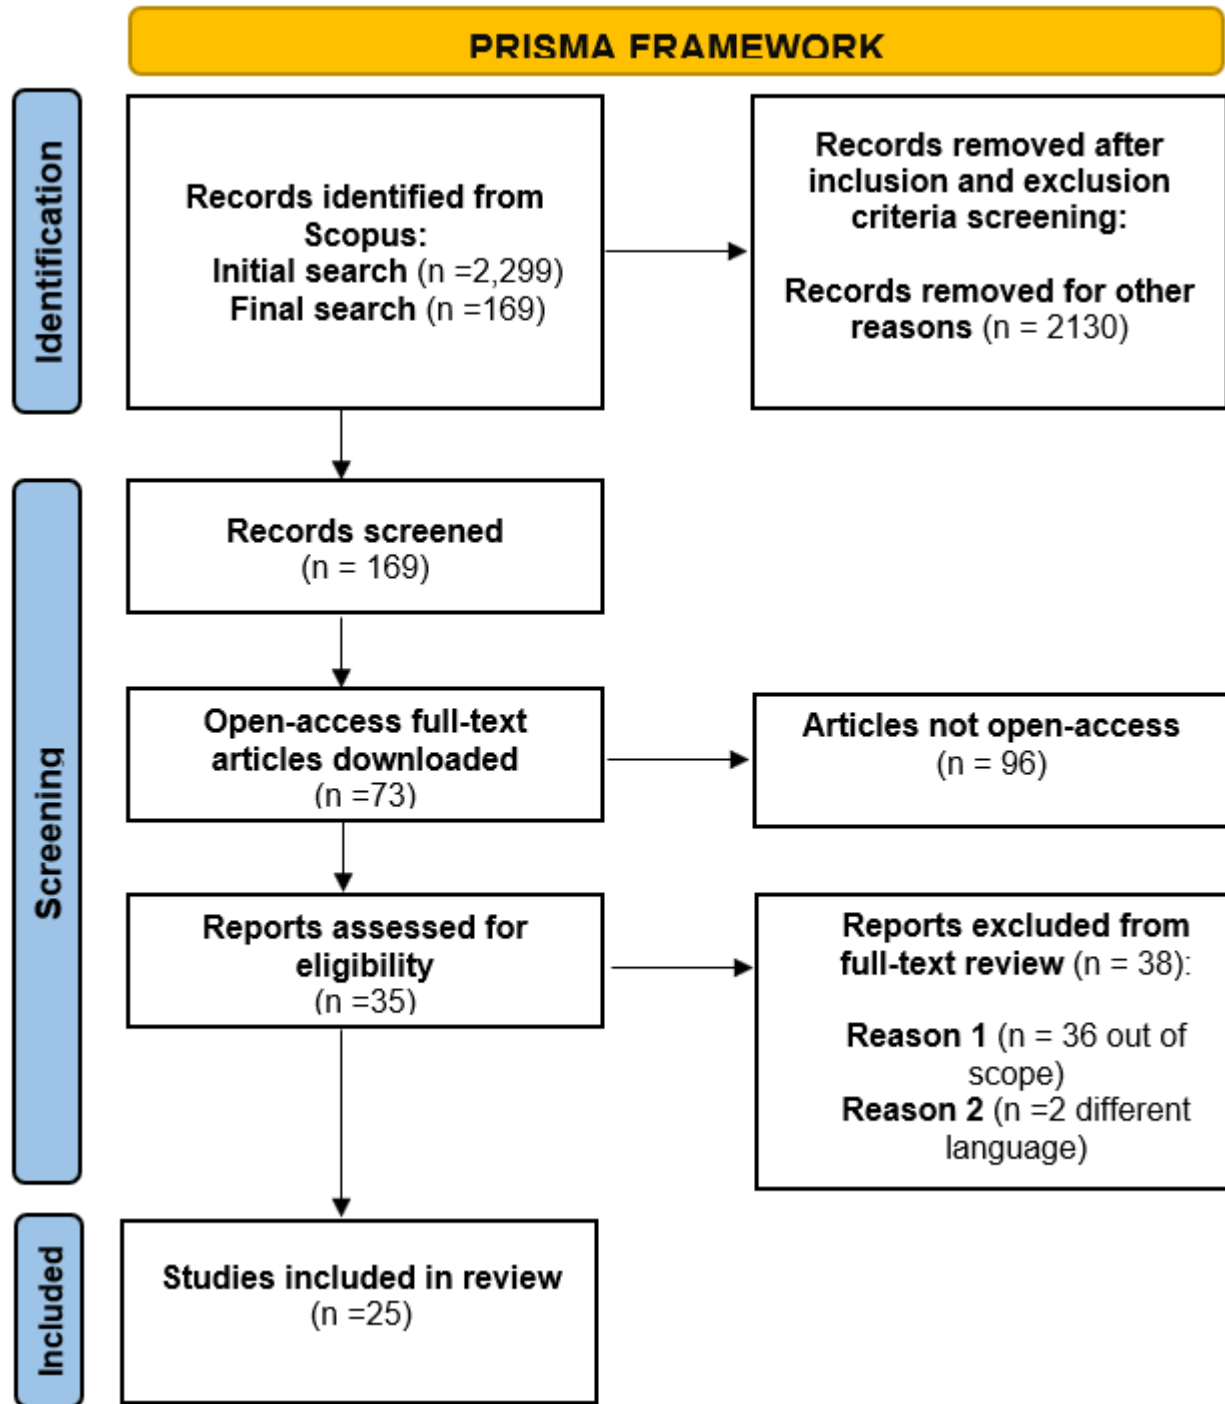 PRISMA FRAMEWORK
Identification
Records identified from
Scopus:
Initial search (n =2,299)
Final search (n =169)
Records removed after
inclusion and exclusion
criteria screening:
Records removed for other
reasons (n = 2130)
Screening
Records screened
(n = 169)
Open-access full-text
articles downloaded
(n =73)
Articles not open-access
(n = 96)
Reports assessed for
eligibility
(n =35)
Reports excluded from
full-text review (n = 38):
Reason 1 (n = 36 out of
scope)
Reason 2 (n =2 different
language)
Included
Studies included in review
(n =25)